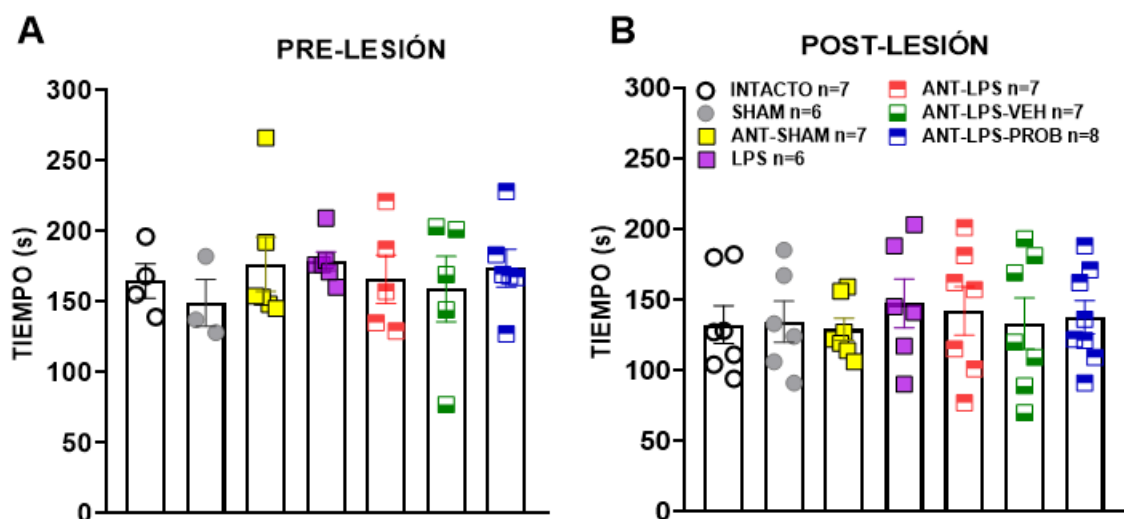 A
PRE-LESIÓN
TIEMPO (s)
300
250
200
150
100
50
0
B
POST-LESIÓN
INTACTO n=7
SHAM n=6
ANT-SHAM n=7
LPS n=6
ANT-LPS n=7
ANT-LPS-VEH n=7
ANT-LPS-PROB n=8
TIEMPO (s)
300
250
200
150
100
50
0